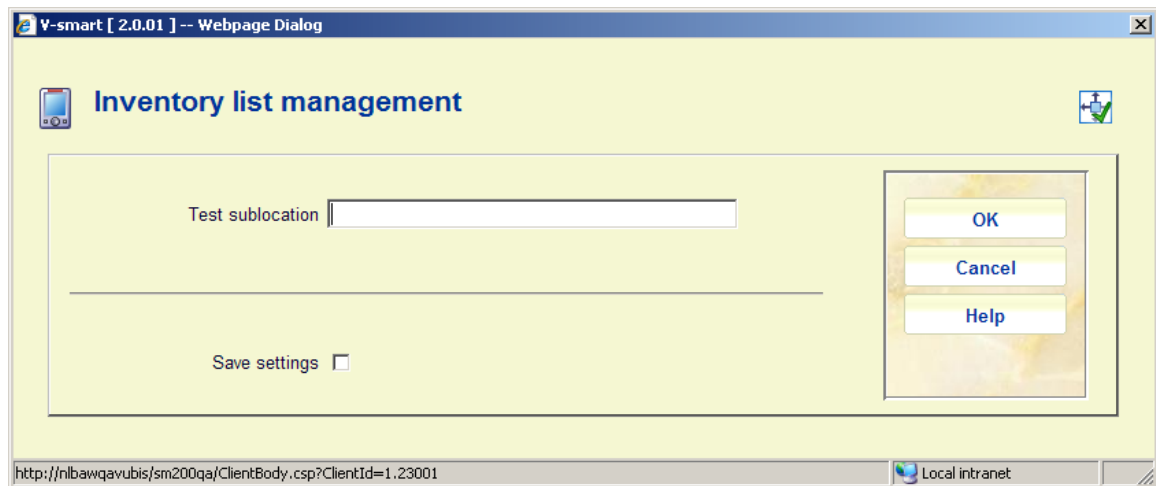 V-smart [ 2.0.01 ] -- Webpage Dialog
Inventory list management
Test sublocation
OK
Cancel
Help
Save settings
http://nlbawqavubis/sm200qa/ClientBody.csp?ClientId=1.23001
Local intranet